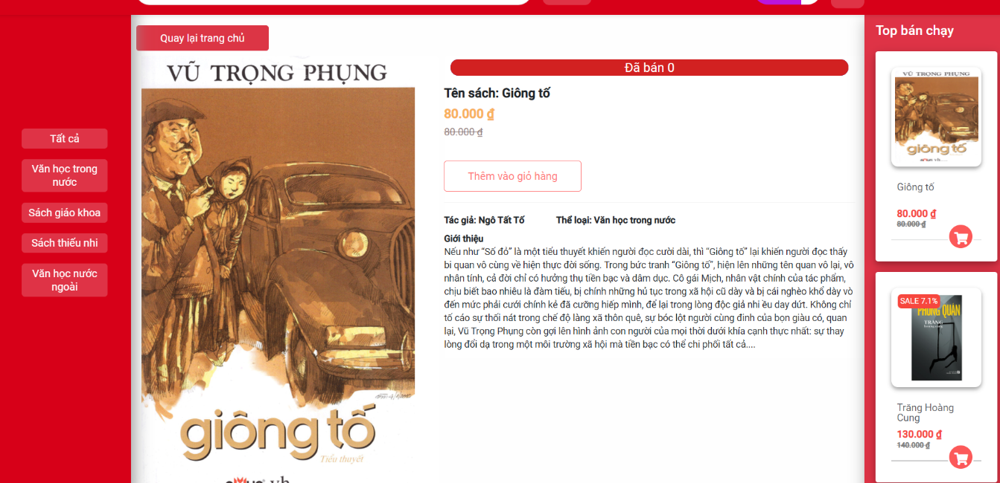 Quay lại trang chủ
Tất cả
Văn học trong
nước
Sách giáo khoa
Sách thiếu nhi
Văn học nước
ngoài
VŨ TRỌNG PHỤNG
giông tố
Tiểu thuyết
Đã bán 0
Tên sách: Giông tố
80.000 ₫
80.000 ₫
Thêm vào giỏ hàng
Tác giả: Ngô Tất Tố
Thể loại: Văn học trong nước
Giới thiệu
Nếu như “Số đỏ” là một tiểu thuyết khiến người đọc cười dài, thì “Giông tố” lại khiến người đọc thấy
bi quan vô cùng về hiện thực đời sống. Trong bức tranh “Giông tố”, hiện lên những tên quan vô lại, vô
nhân tính, cả đời chỉ có hưởng thụ tiền bạc và dâm dục. Cô gái Mịch, nhân vật chính của tác phẩm,
chịu biết bao nhiêu là đàm tiếu, bị chính những hủ tục trong xã hội cũ dày và bị cái nghèo khổ dày vò
đến mức phải cưới chính kẻ đã cưỡng hiếp mình, để lại trong lòng độc giả nhi ều day dứt. Không chỉ
tố cáo sự thối nát trong chế độ làng xã thôn quê, sự bóc lột người cùng đinh của bọn giàu có, quan
lại, Vũ Trọng Phụng còn gợi lên hình ảnh con người của mọi thời dưới khía cạnh thực nhất: sự thay
lòng đổi dạ trong một môi trường xã hội mà tiền bạc có thể chi phối tất cả....
Top bán chạy
VŨ TRỌNG PHỤNG
giông tố
Giông tố
80.000 ₫
80.000 ₫
SALE 7.1%
PHÙNG QUÁN
TRĂNG
Trăng Hoàng
Cung
130.000 ₫
140.000 ₫